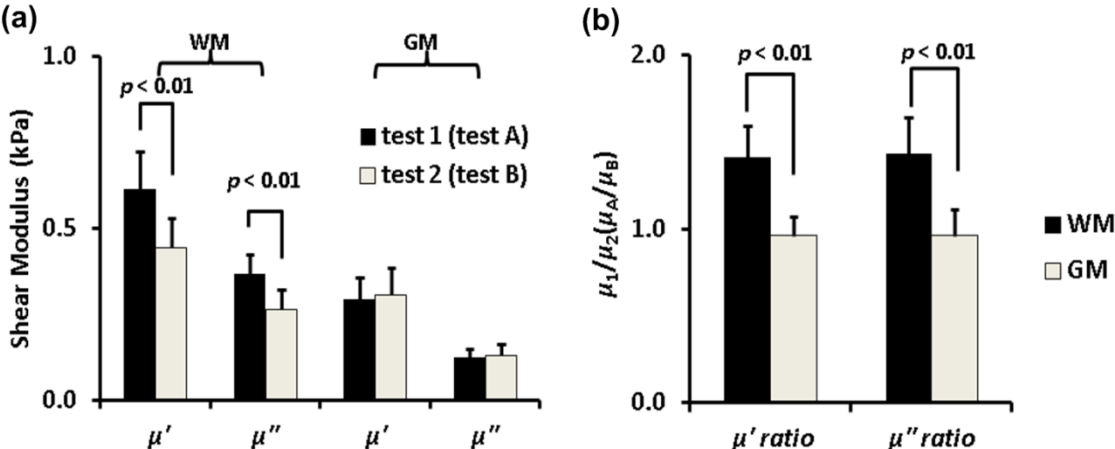 (a)
Shear Modulus (kPa)
1.0
0.5
0.0
WM
GM
p < 0.01
p < 0.01
test 1 (test A)
test 2 (test B)
μ′
μ″
μ′
μ″
(b)
μ1/μ2(μA/μB)
2.0
1.0
0.0
p < 0.01
p < 0.01
WM
GM
μ′ ratio
μ″ ratio